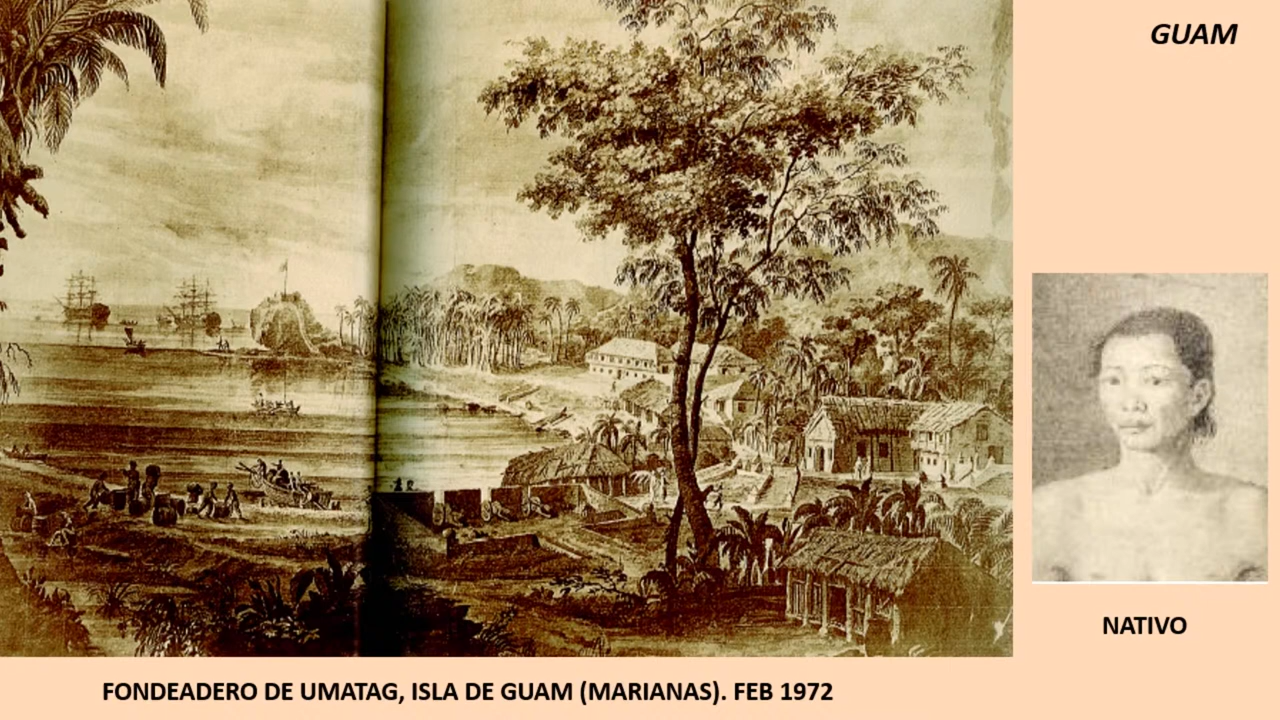 GUAM
NATIVO
FONDEADERO DE UMATAG, ISLA DE GUAM (MARIANAS). FEB 1972